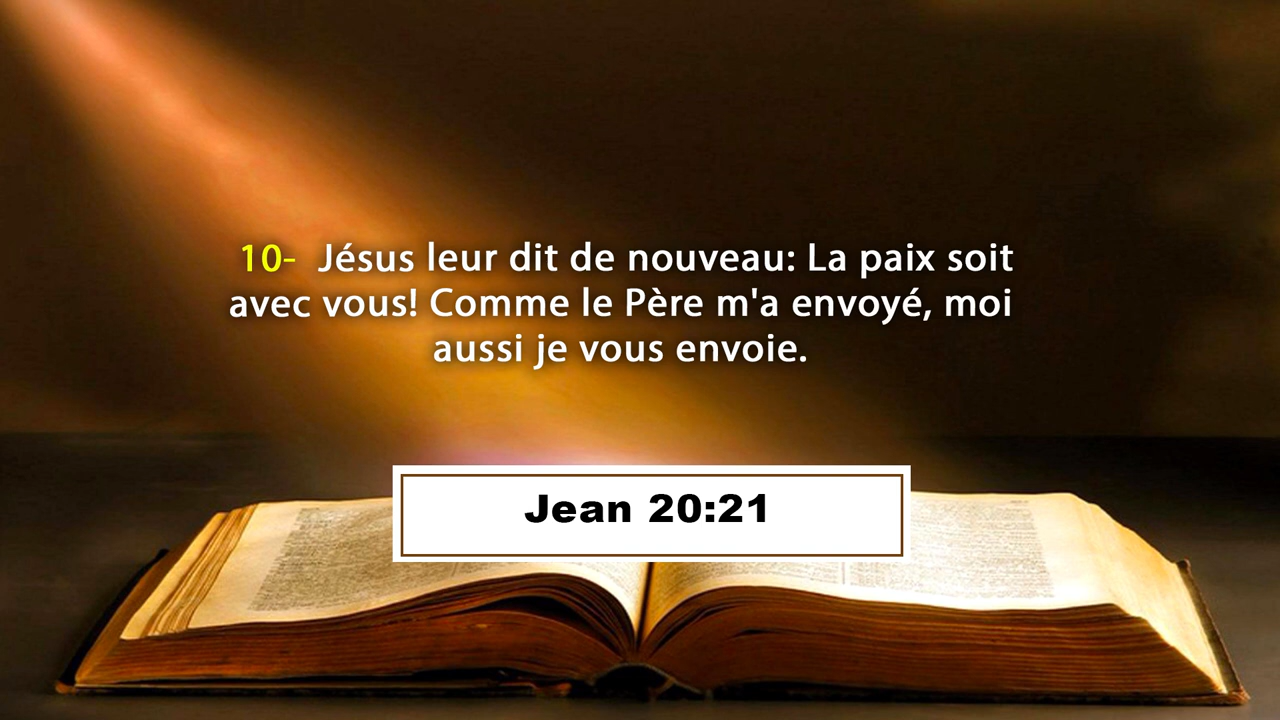 10- Jésus leur dit de nouveau: La paix soit
avec vous! Comme le Père m'a envoyé, moi
aussi je vous envoie.
Jean 20:21